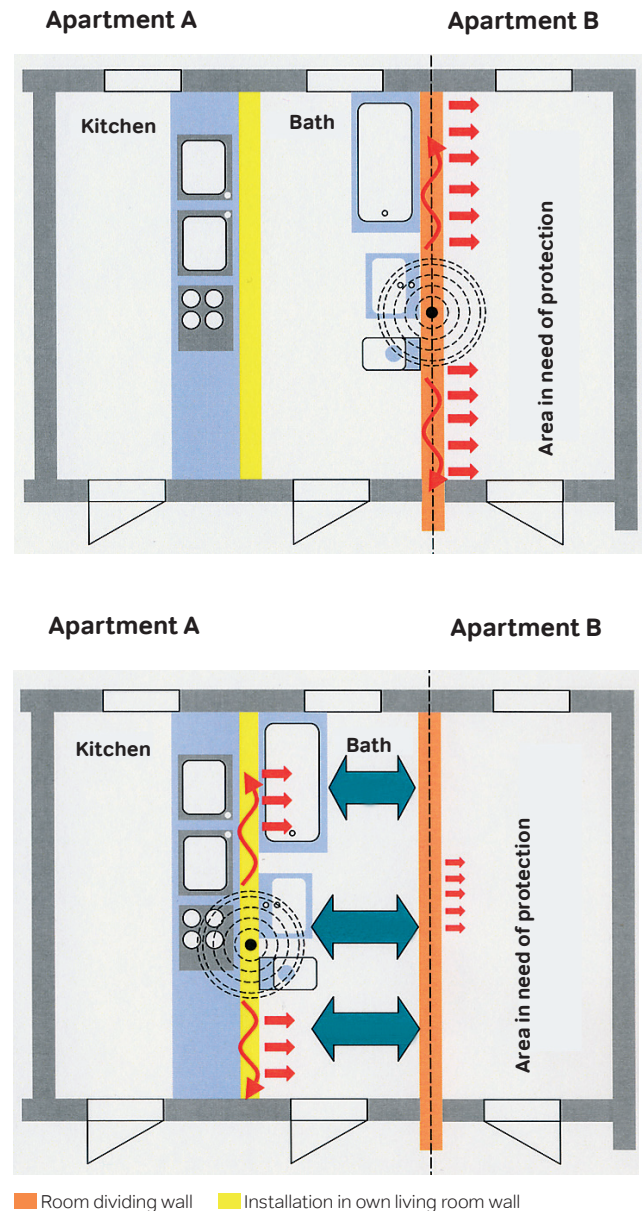 Apartment A
Apartment B
Kitchen
Bath
Area in need of protection
Apartment A
Apartment B
Kitchen
Bath
Area in need of protection
Room dividing wall
Installation in own living room wall